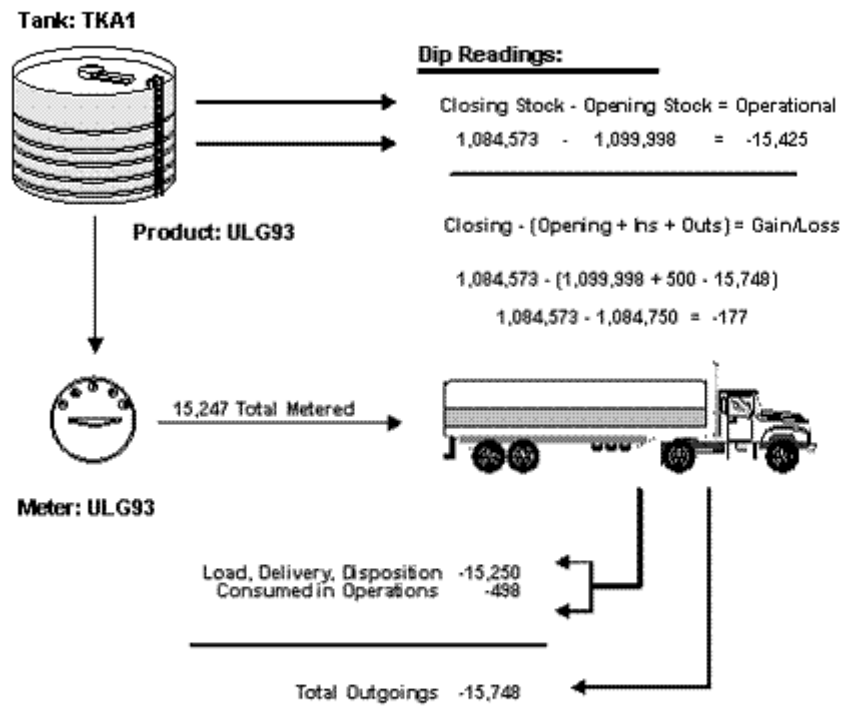 Tank: TKA1
Dip Readings:
Closing Stock - Opening Stock = Operational
1,084,573 - 1,099,998 = -15,425
Product: ULG93
Closing - (Opening + Ins + Outs) = Gain/Loss
1,084,573 - (1,099,998 + 500 - 15,748)
1,084,573 - 1,084,750 = -177
15,247 Total Metered
Meter: ULG93
Load, Delivery, Disposition -15,250
Consumed in Operations -498
Total Outgoings -15,748